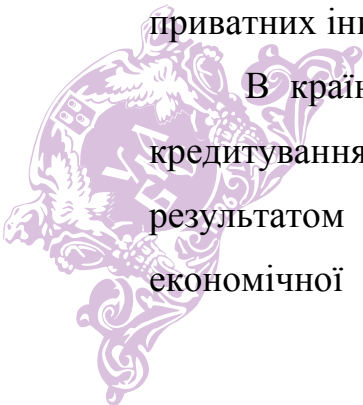 приватних
В
кредитування
результатом
економічної